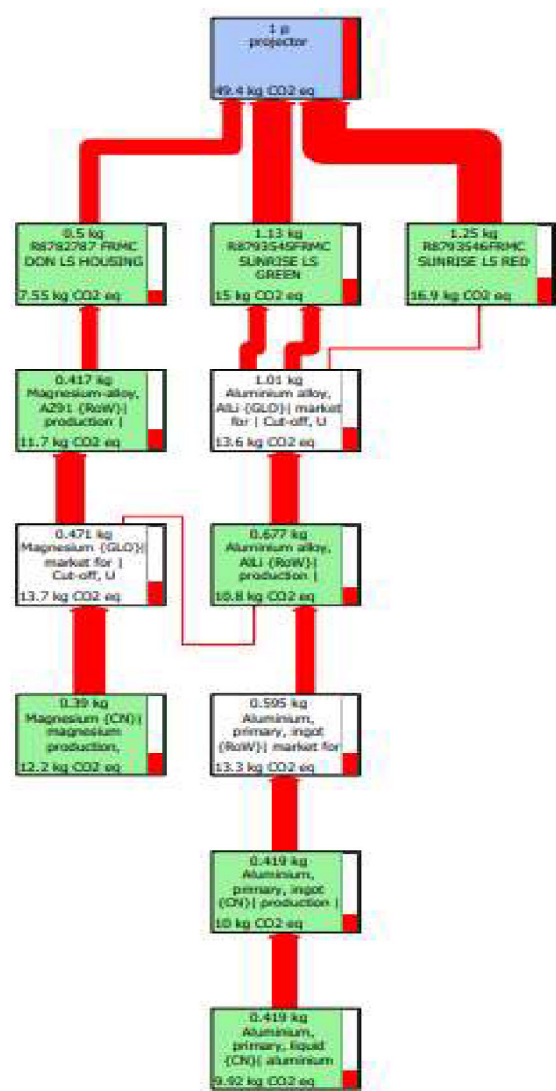 1 p
projector
49.4 kg CO2 eq
0.5 kg
R8782787 FRMC
DON LS HOUSING
7.55 kg CO2 eq
1.13 kg
R8793545FRMC
SUNRISE LS
GREEN
15 kg CO2 eq
1.25 kg
R8793546FRMC
SUNRISE LS RED
16.9 kg CO2 eq
0.417 kg
Magnesium-alloy,
AZ91 {RoW}|
production |
11.7 kg CO2 eq
1.01 kg
Aluminium alloy,
AlLi {GLO}| market
for | Cut-off, U
13.6 kg CO2 eq
0.471 kg
Magnesium {GLO}|
market for |
Cut-off, U
13.7 kg CO2 eq
0.677 kg
Aluminium alloy,
AlLi {RoW}|
production |
10.8 kg CO2 eq
0.39 kg
Magnesium {CN}|
magnesium
production,
12.2 kg CO2 eq
0.595 kg
Aluminium,
primary, ingot
{RoW}| market for
13.3 kg CO2 eq
0.419 kg
Aluminium,
primary, ingot
{CN}| production |
10 kg CO2 eq
0.419 kg
Aluminium,
primary, liquid
{CN}| aluminium
9.92 kg CO2 eq